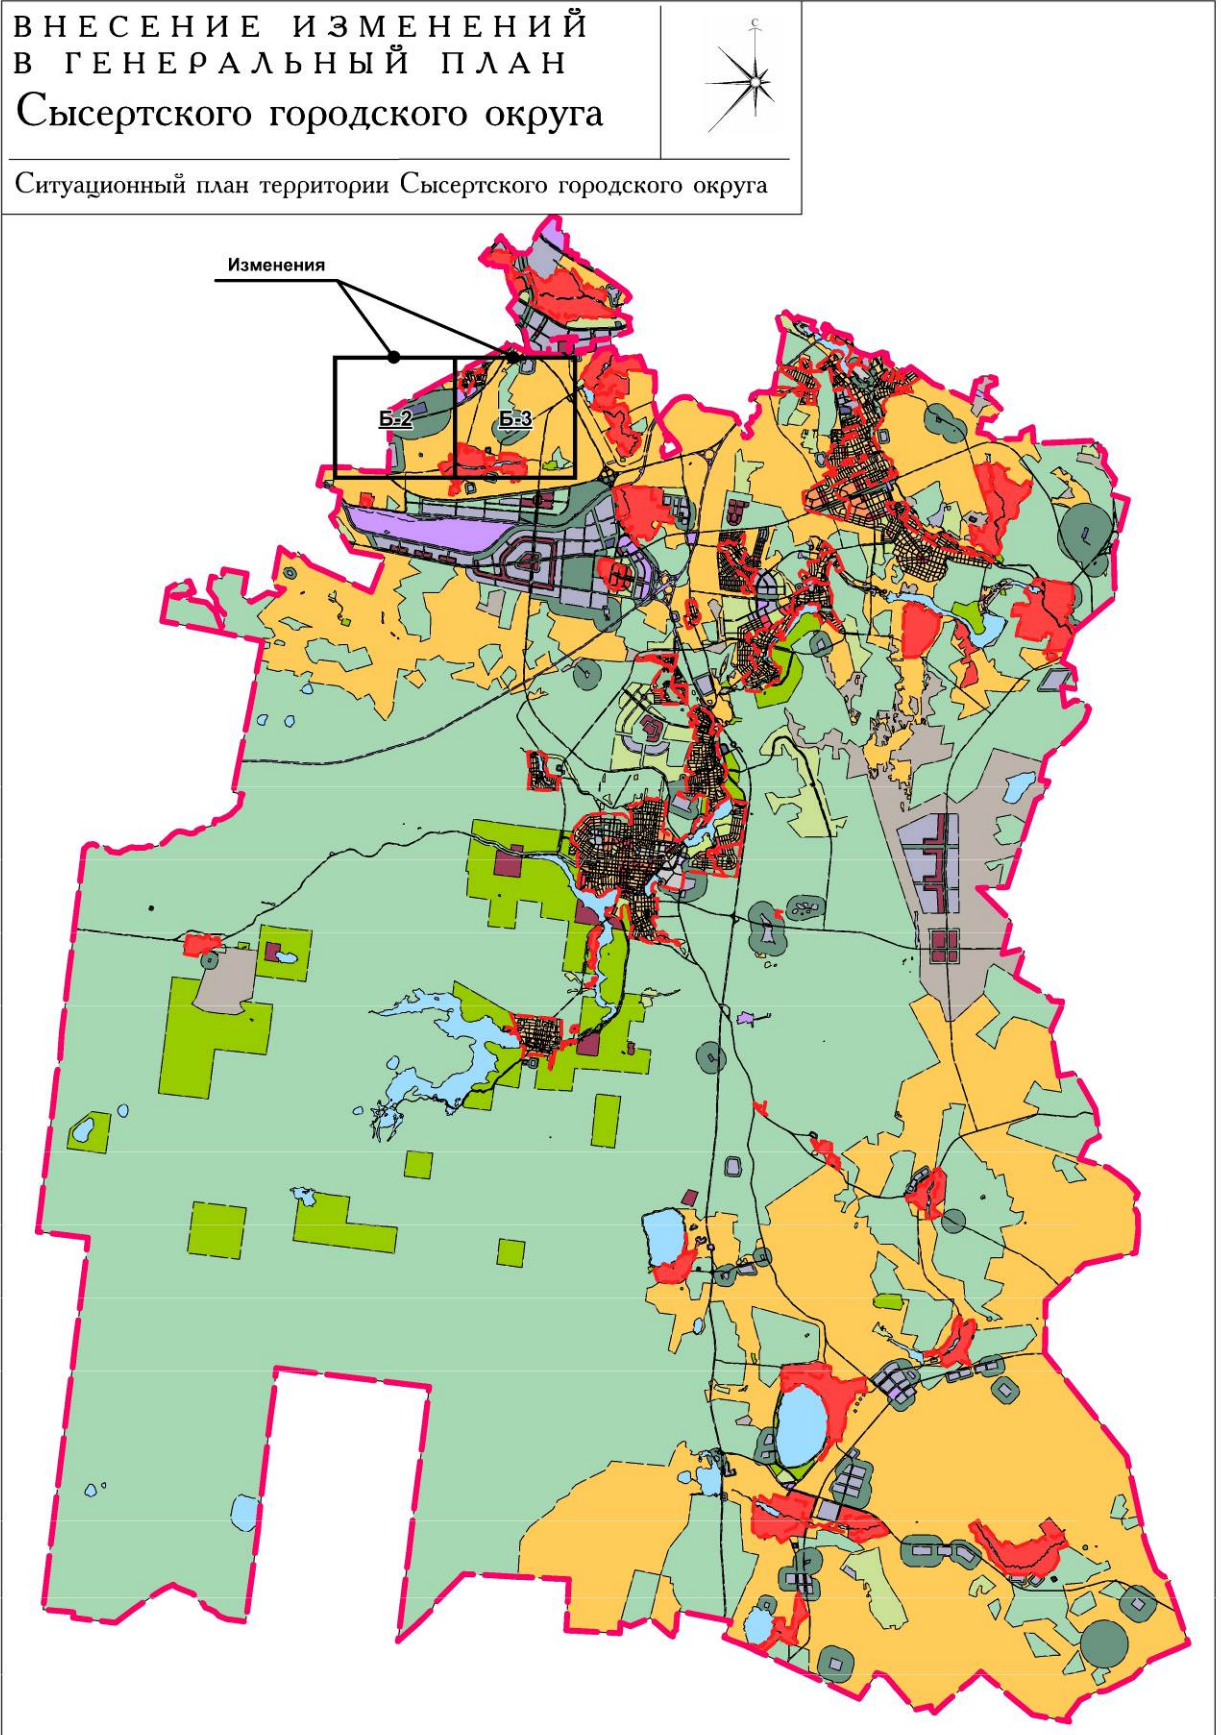 ВНЕСЕНИЕ ИЗМЕНЕНИЙ
В ГЕНЕРАЛЬНЫЙ ПЛАН
Сысертского городского округа
С
Ситуационный план территории Сысертского городского округа
Изменения
Б-2
Б-3